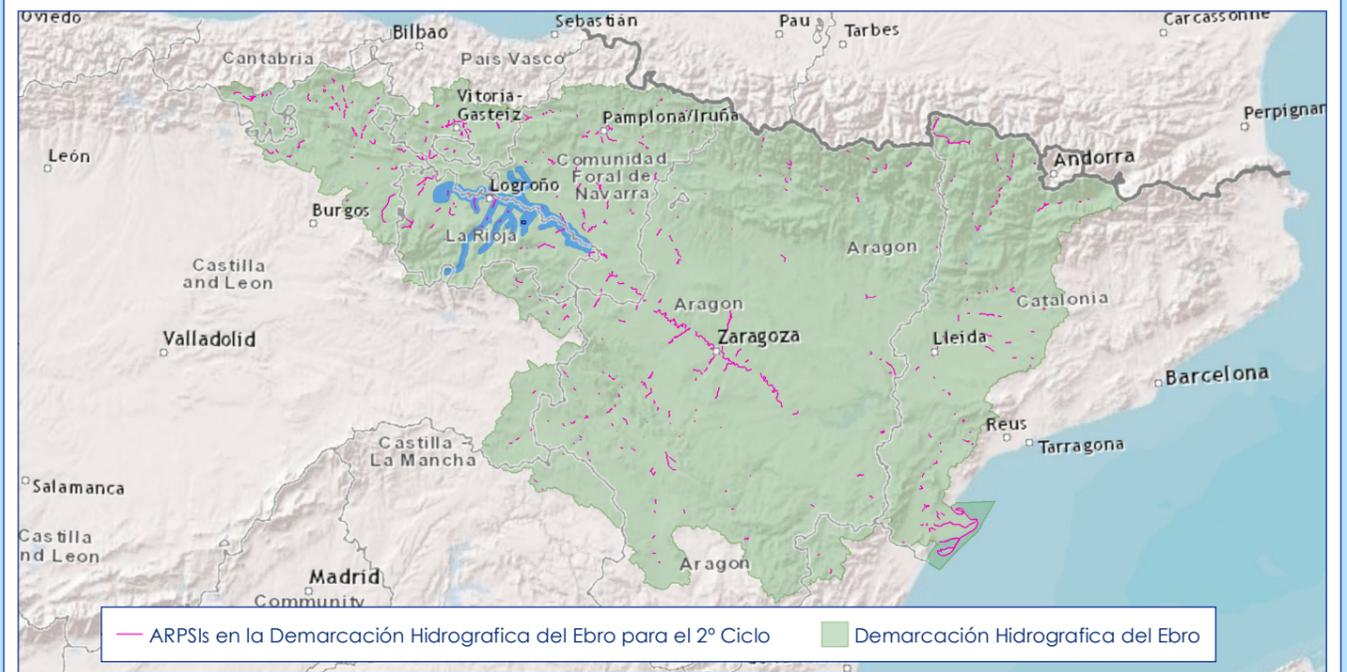 Oviedo
Sebastián
Pau
Carcassonne
Bilbao
Tarbes
Cantabria
País Vasco
Vitoria-
Gasteiz
Pamplona/Iruña
Perpignan
León
Comunidad
Foral de
Navarra
Andorra
Logroño
Burgos
La Rioja
Aragon
Castilla
and Leon
Aragon
Catalonia
Valladolid
Zaragoza
Lleida
Barcelona
Reus
Tarragona
Castilla -
La Mancha
Salamanca
Castilla
nd Leon
Aragon
Madrid
Community
ARPSIs en la Demarcación Hidrografica del Ebro para el 2º Ciclo
Demarcación Hidrografica del Ebro